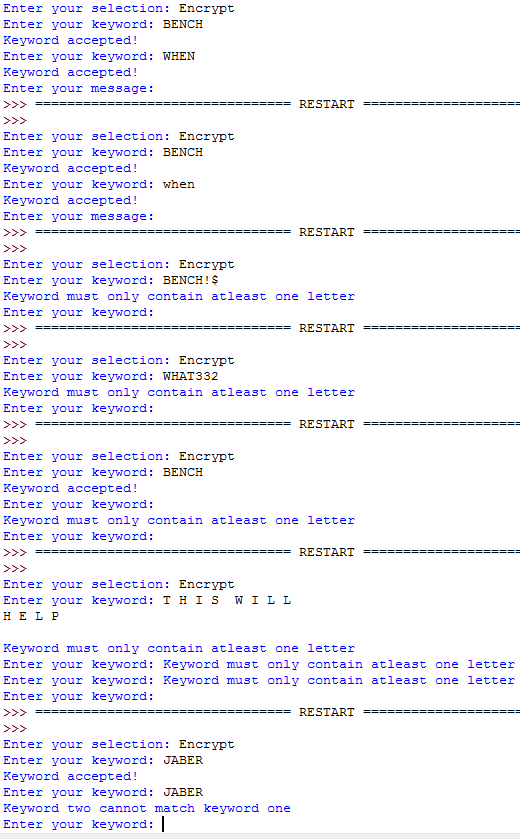 Enter your selection: Encrypt
Enter your keyword: BENCH
Keyword accepted!
Enter your keyword: WHEN
Keyword accepted!
Enter your message:
>>> ================================ RESTART ====================
>>>
Enter your selection: Encrypt
Enter your keyword: BENCH
Keyword accepted!
Enter your keyword: when
Keyword accepted!
Enter your message:
>>> ================================ RESTART ====================
>>>
Enter your selection: Encrypt
Enter your keyword: BENCH!$
Keyword must only contain atleast one letter
Enter your keyword:
>>> ================================ RESTART ====================
>>>
Enter your selection: Encrypt
Enter your keyword: WHAT332
Keyword must only contain atleast one letter
Enter your keyword:
>>> ================================ RESTART ====================
>>>
Enter your selection: Encrypt
Enter your keyword: BENCH
Keyword accepted!
Enter your keyword:
Keyword must only contain atleast one letter
Enter your keyword:
>>> ================================ RESTART ====================
>>>
Enter your selection: Encrypt
Enter your keyword: T H I S  W I L L
H E L P
Keyword must only contain atleast one letter
Enter your keyword: Keyword must only contain atleast one letter
Enter your keyword: Keyword must only contain atleast one letter
Enter your keyword:
>>> ================================ RESTART ====================
>>>
Enter your selection: Encrypt
Enter your keyword: JABER
Keyword accepted!
Enter your keyword: JABER
Keyword two cannot match keyword one
Enter your keyword: